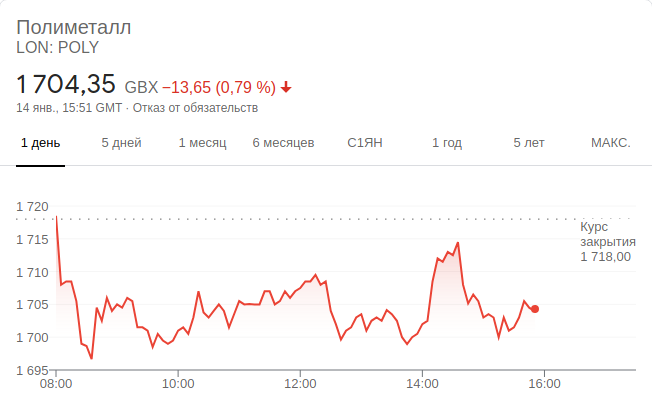 Полиметалл
LON: POLY
1 704,35 GBX −13,65 (0,79 %)
14 янв., 15:51 GMT · Отказ от обязательств
1 день 5 дней 1 месяц 6 месяцев С1ЯН 1 год 5 лет МАКС.
1 720
Курс
закрытия
1 718,00
1 715
1 710
1 705
1 700
1 695
08:00 10:00 12:00 14:00 16:00